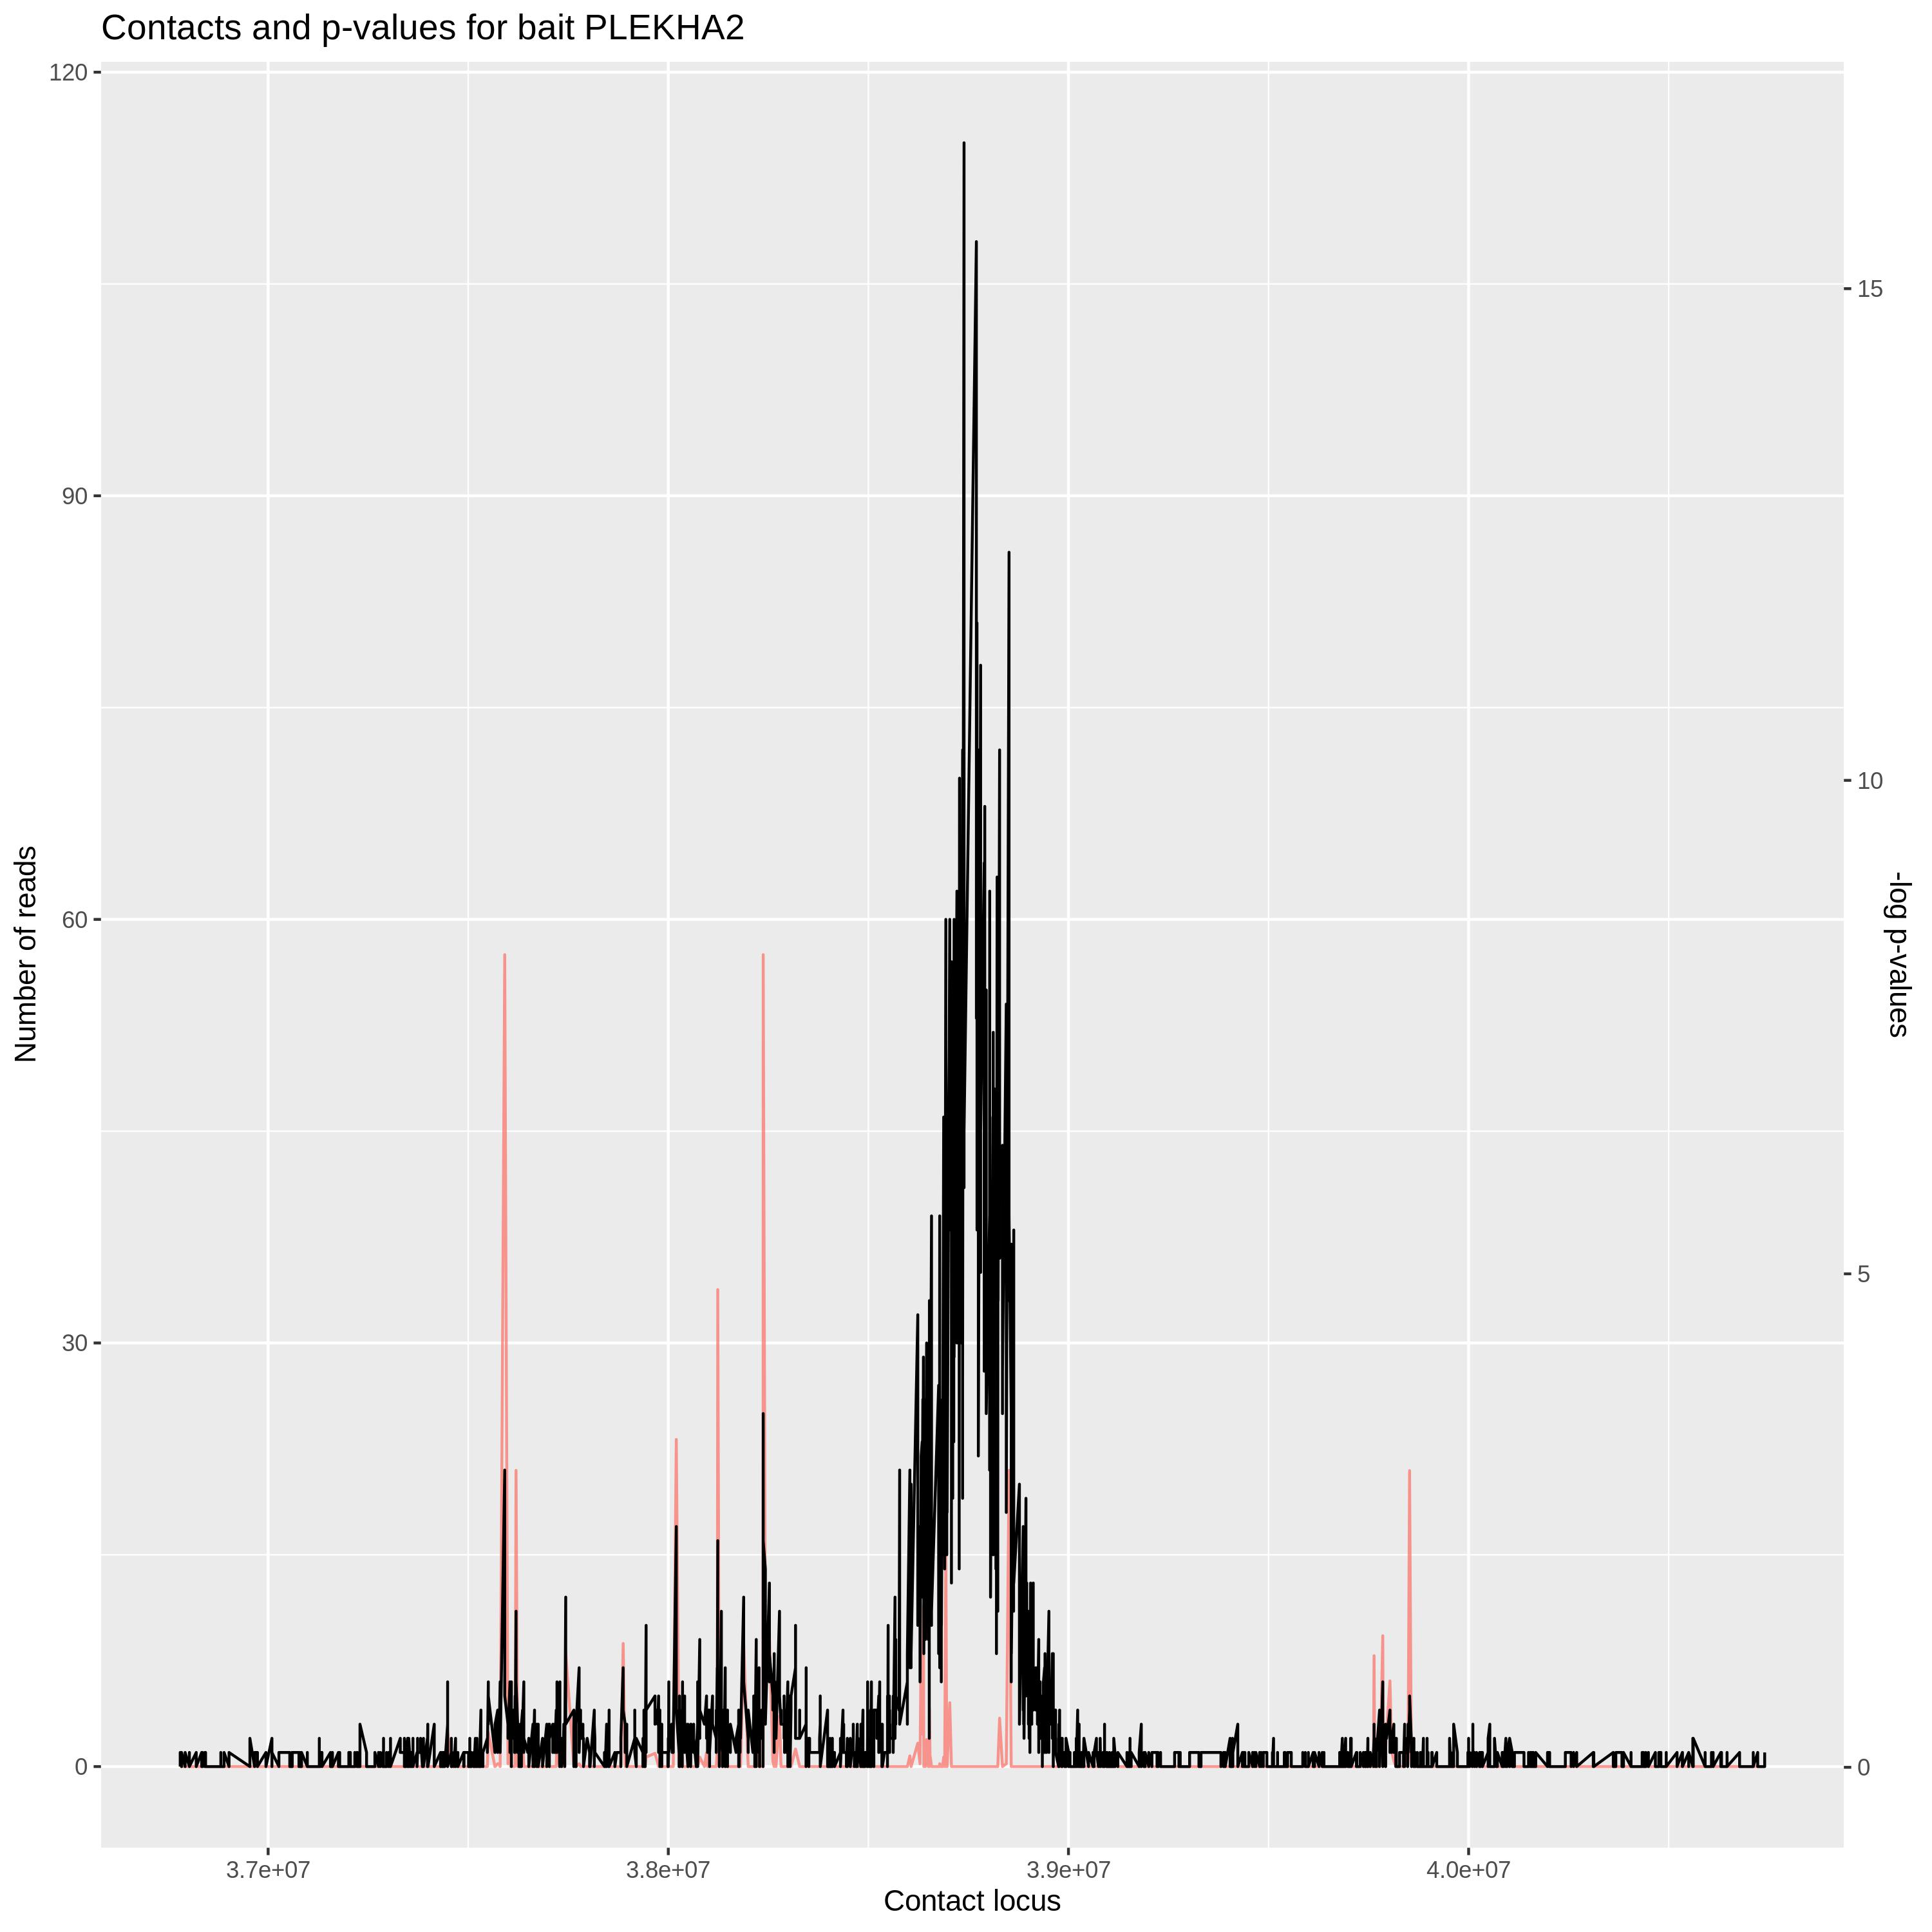 Contacts and p-values for bait PLEKHA2
120
90
60
30
0
Number of reads
15
10
5
0
-log p-values
3.7e+07
3.8e+07
3.9e+07
4.0e+07
Contact locus